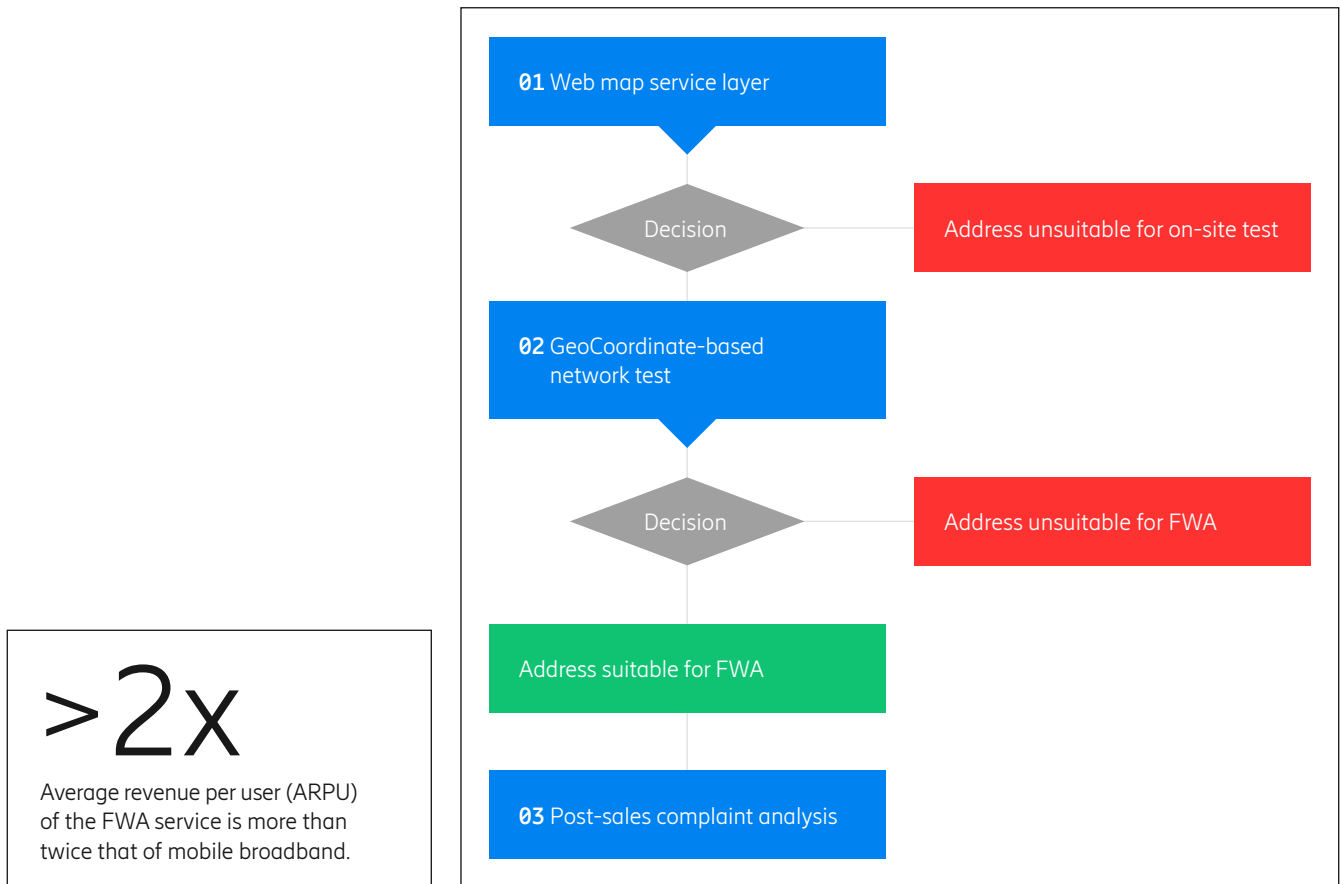 01 Web map service layer
Decision
Address unsuitable for on-site test
02 GeoCoordinate-based
network test
Decision
Address unsuitable for FWA
Address suitable for FWA
03 Post-sales complaint analysis
>2x
Average revenue per user (ARPU)
of the FWA service is more than
twice that of mobile broadband.